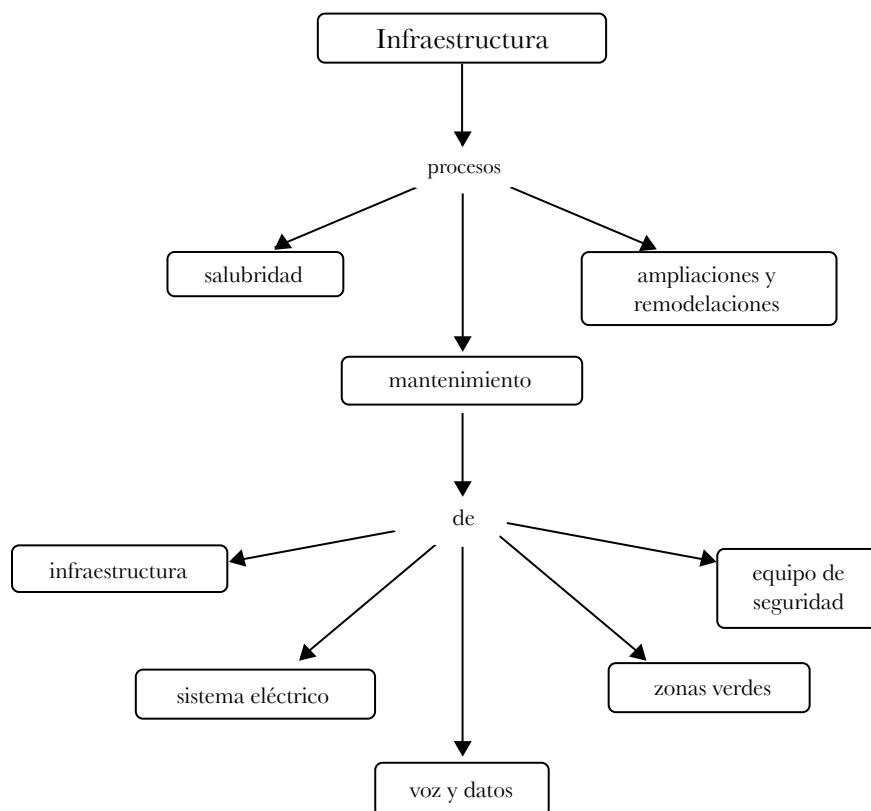 Infraestructura
procesos
salubridad
ampliaciones y
remodelaciones
mantenimiento
de
infraestructura
equipo de
seguridad
sistema eléctrico
zonas verdes
voz y datos